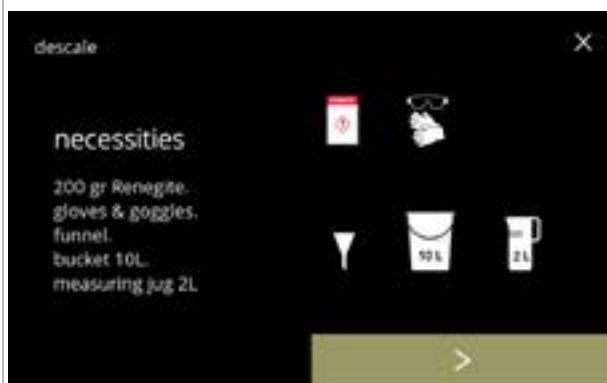 descale
necessities
200 gr Renegite.
gloves & goggles.
funnel.
bucket 10L.
measuring jug 2L
10 L
2 L